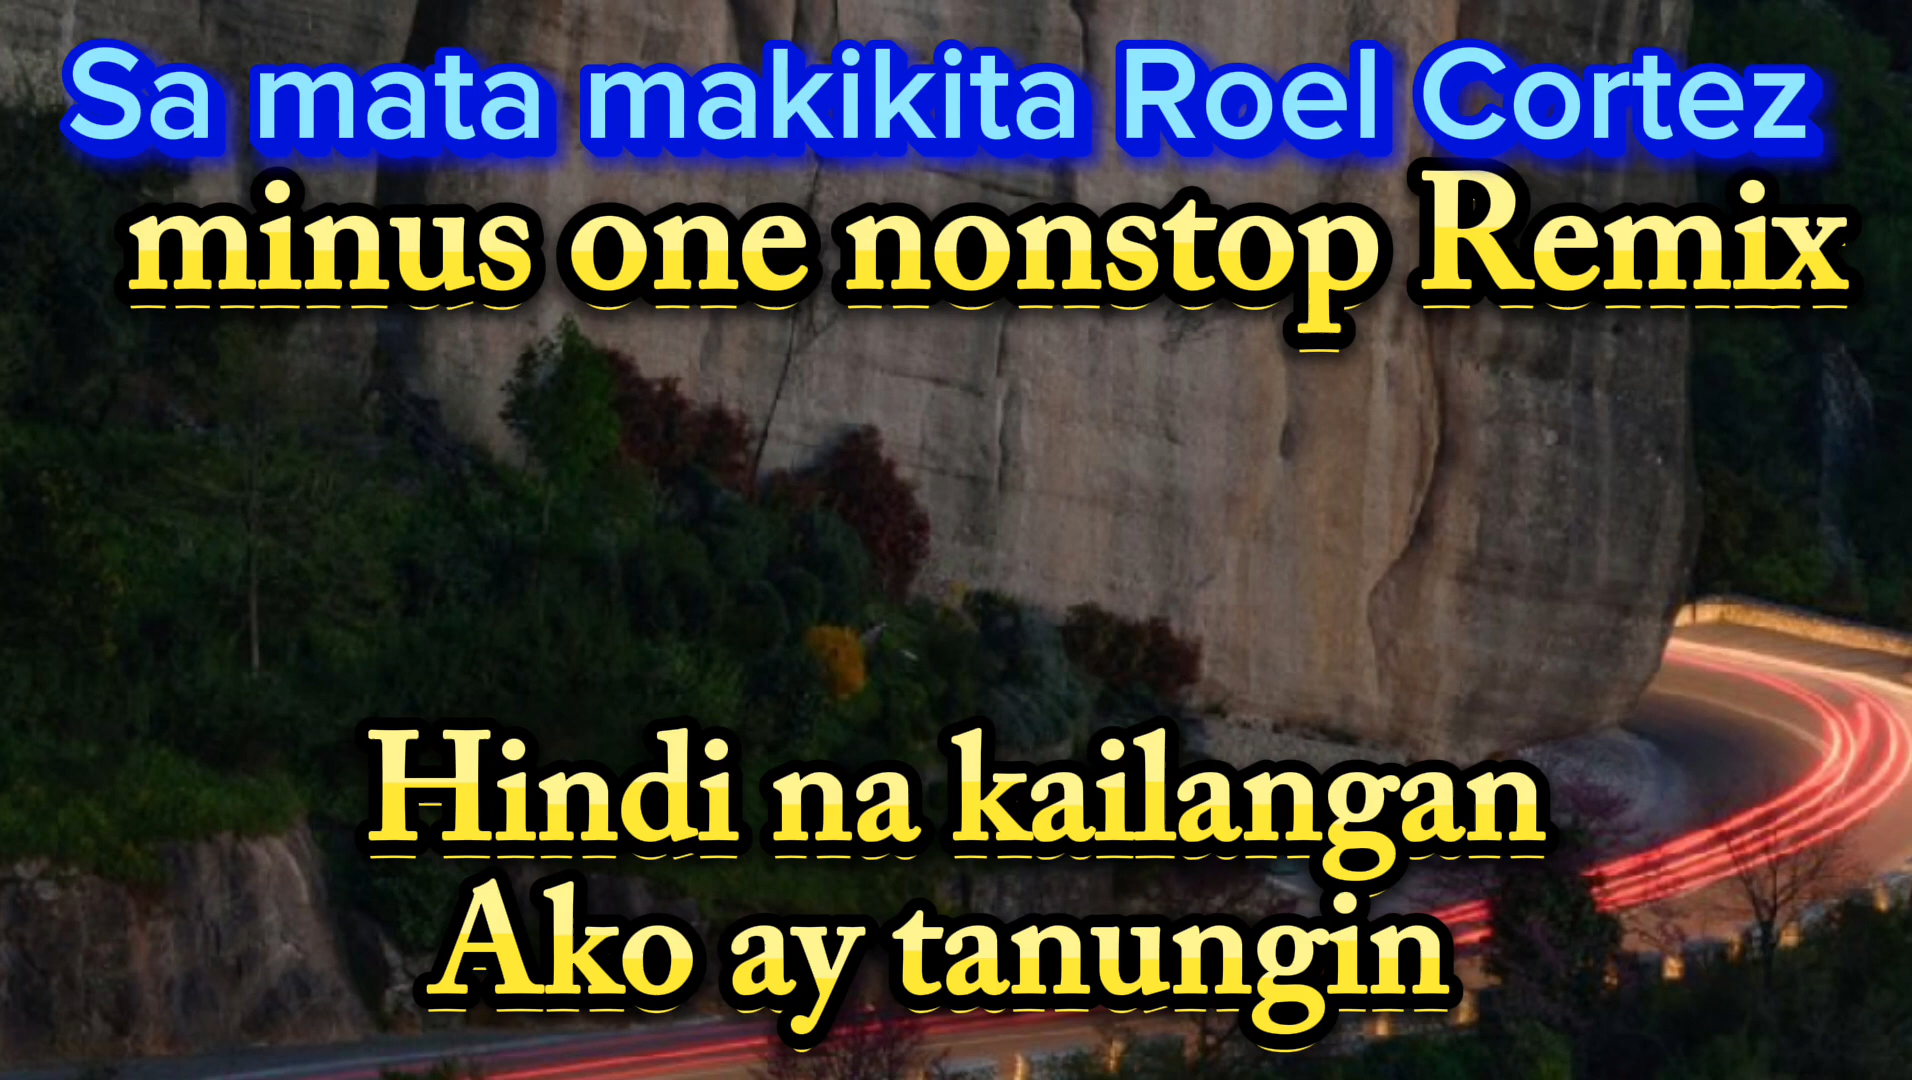 Sa mata makikita Roel Cortez
minus one nonstop Remix
Hindi na kailangan
Ako ay tanungin